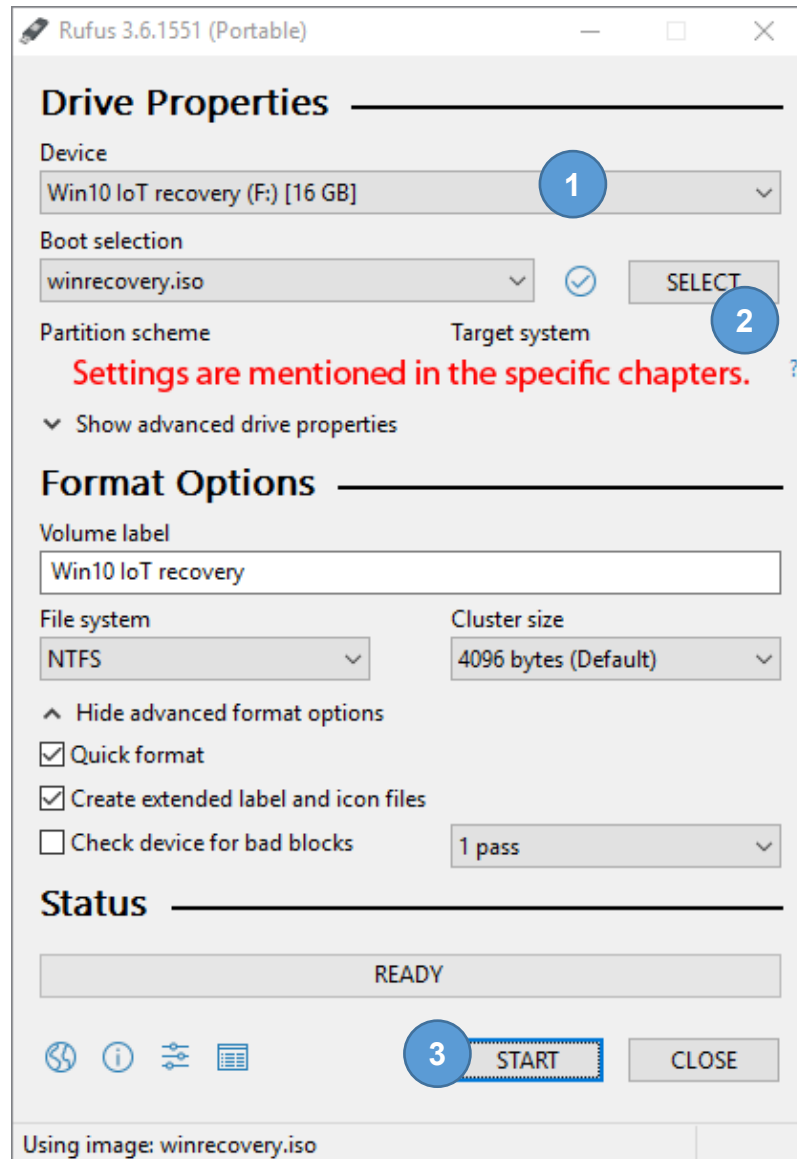 Rufus 3.6.1551 (Portable)
Drive Properties
Device
Win10 IoT recovery (F:) [16 GB]
1
Boot selection
winrecovery.iso
SELECT
2
Partition scheme Target system
Settings are mentioned in the specific chapters.
?
Show advanced drive properties
Format Options
Volume label
Win10 IoT recovery
File system Cluster size
NTFS 4096 bytes (Default)
Hide advanced format options
Quick format
Create extended label and icon files
Check device for bad blocks 1 pass
Status
READY
3 START CLOSE
Using image: winrecovery.iso